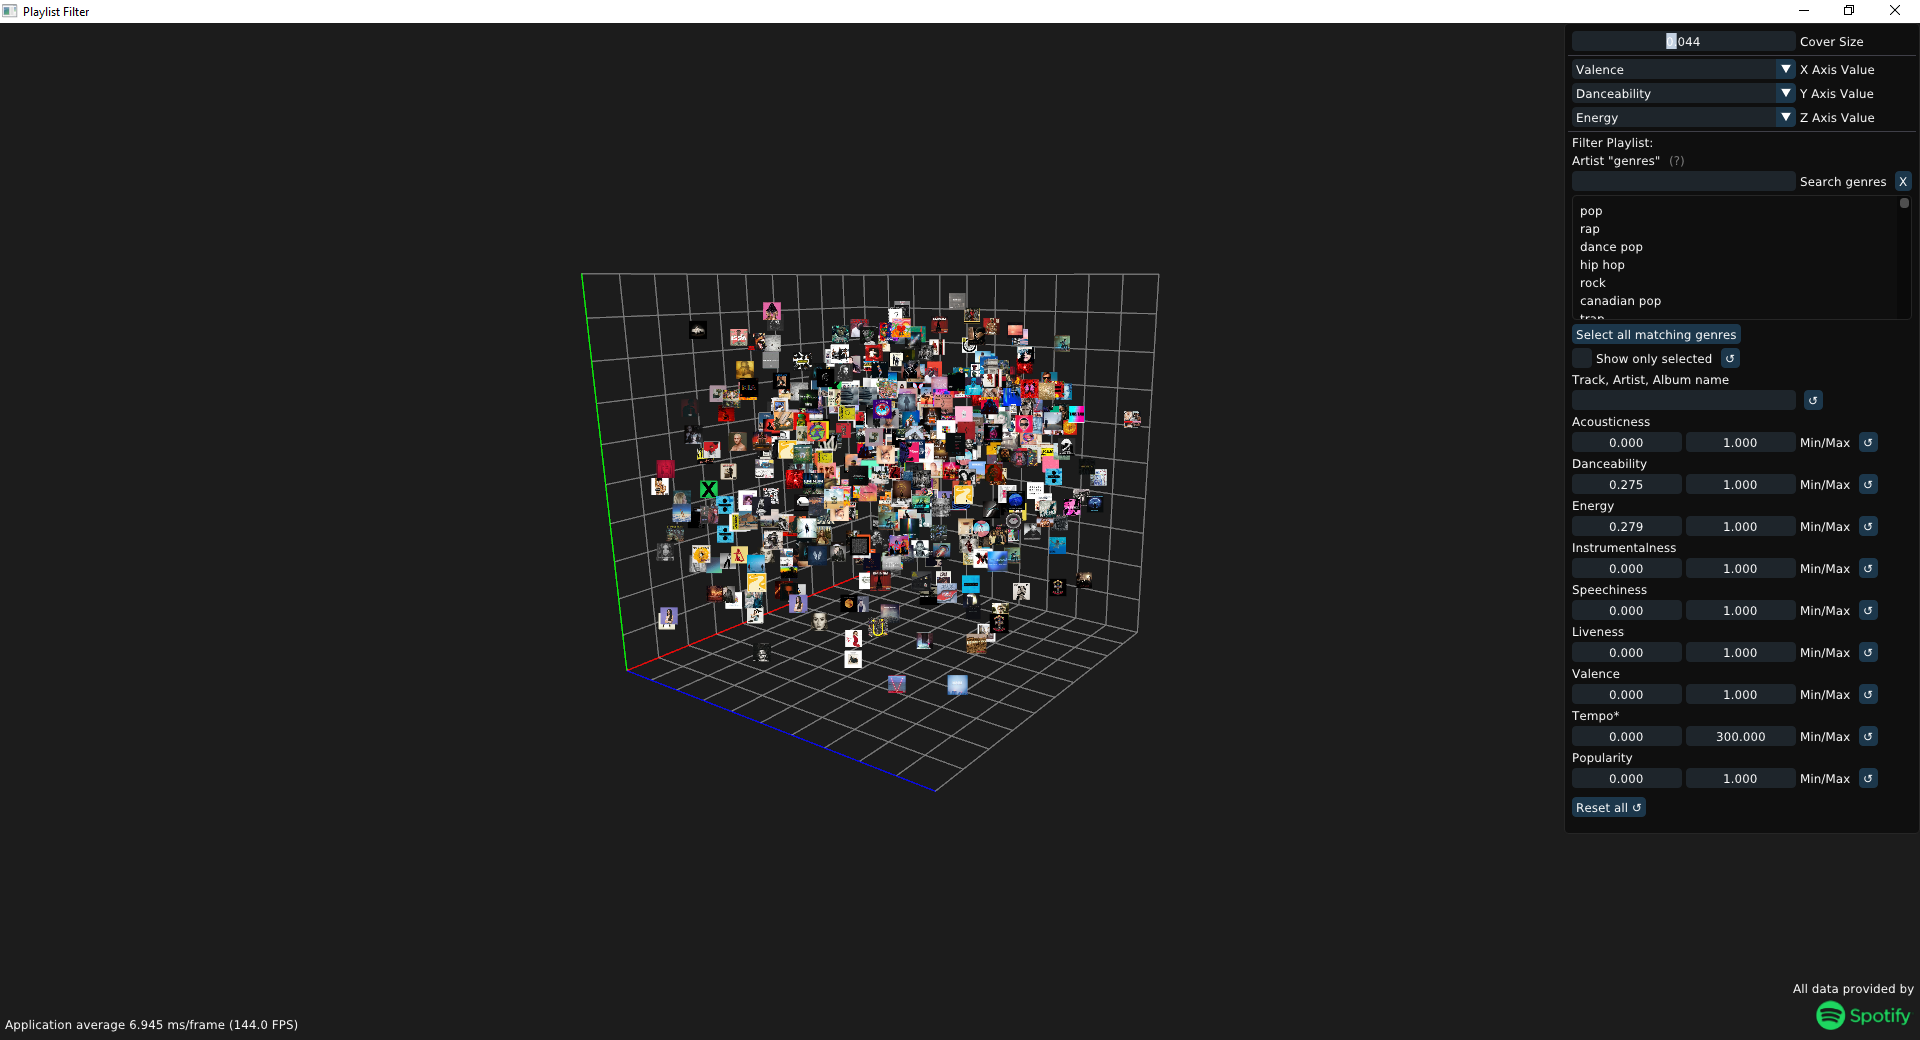 Playlist Filter
0.044 Cover Size
Valence X Axis Value
Danceability Y Axis Value
Energy Z Axis Value
Filter Playlist:
Artist "genres" (?)
Search genres X
pop
rap
dance pop
hip hop
rock
canadian pop
trap
Select all matching genres
Show only selected ↺
Track, Artist, Album name
↺
Acousticness
0.000 1.000 Min/Max ↺
Danceability
0.275 1.000 Min/Max ↺
Energy
0.279 1.000 Min/Max ↺
Instrumentalness
0.000 1.000 Min/Max ↺
Speechiness
0.000 1.000 Min/Max ↺
Liveness
0.000 1.000 Min/Max ↺
Valence
0.000 1.000 Min/Max ↺
Tempo*
0.000 300.000 Min/Max ↺
Popularity
0.000 1.000 Min/Max ↺
Reset all ↺
All data provided by
Spotify
Application average 6.945 ms/frame (144.0 FPS)